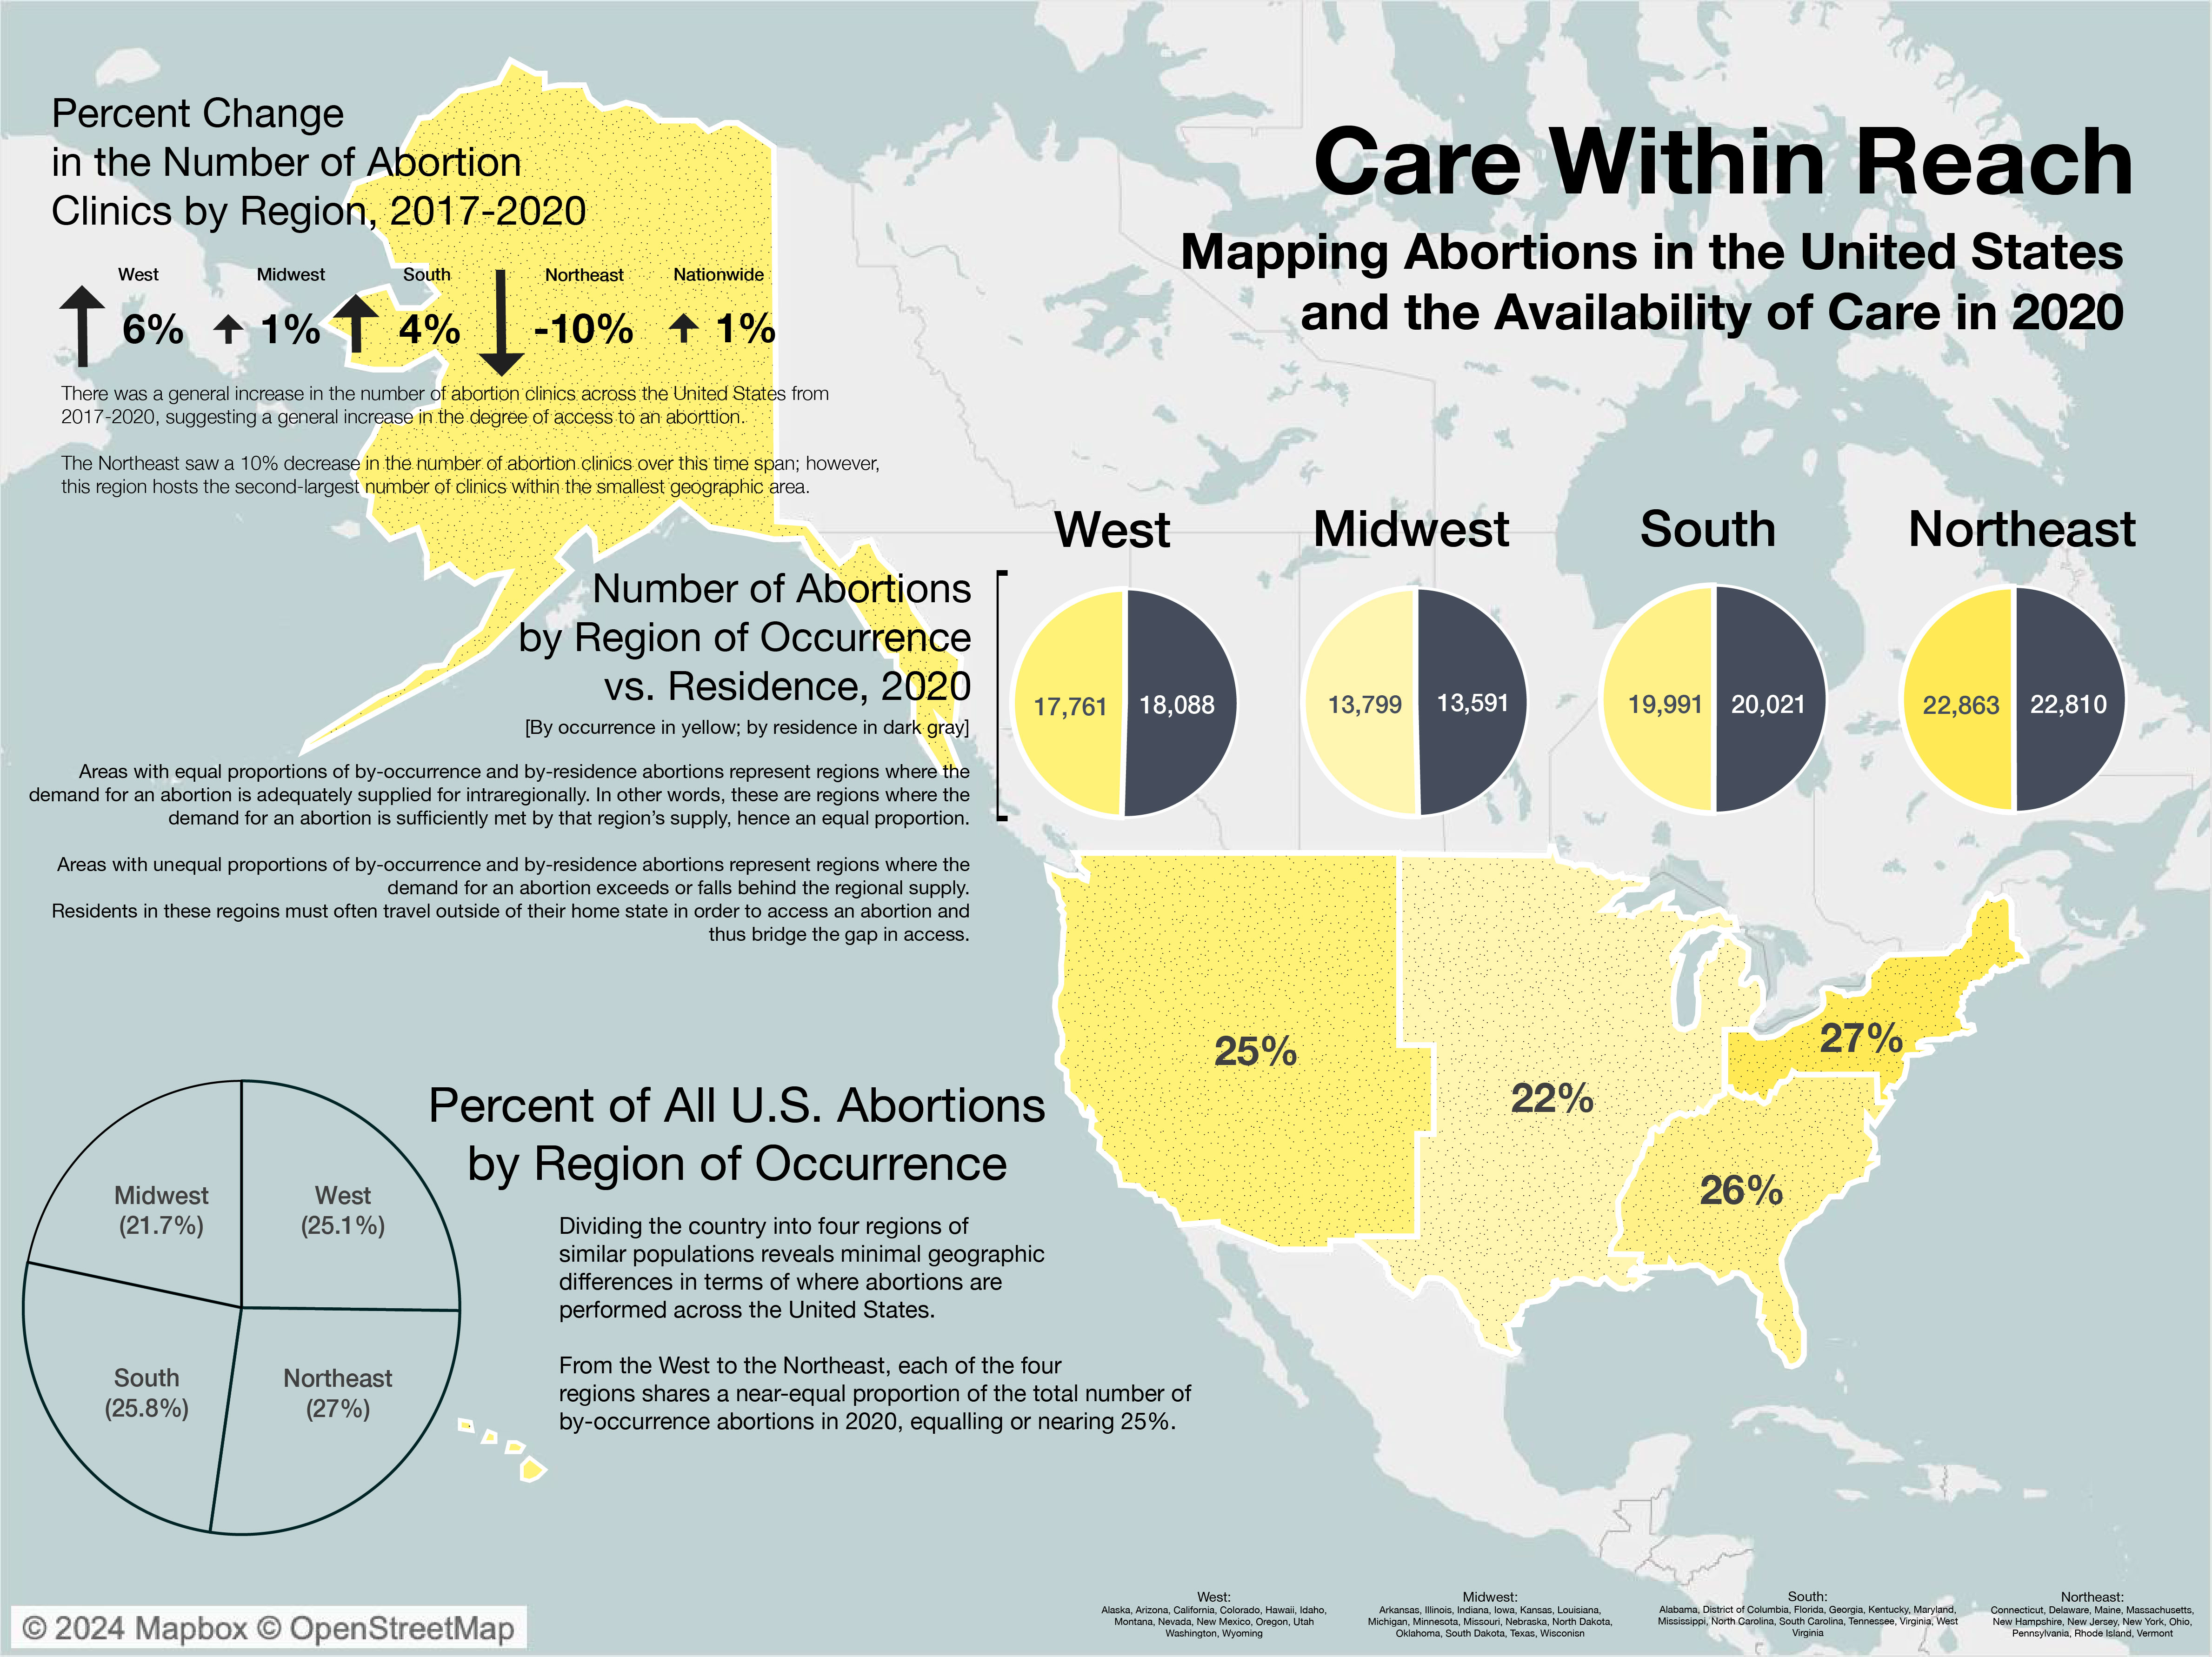 Care Within Reach
Mapping Abortions in the United States
and the Availability of Care in 2020
Percent Change
in the Number of Abortion
Clinics by Region, 2017-2020
West
Midwest
South
Northeast
Nationwide
6%
1%
4%
-10%
1%
There was a general increase in the number of abortion clinics across the United States from
2017-2020, suggesting a general increase in the degree of access to an aborttion.
The Northeast saw a 10% decrease in the number of abortion clinics over this time span; however,
this region hosts the second-largest number of clinics within the smallest geographic area.
West
Midwest
South
Northeast
Number of Abortions
by Region of Occurrence
vs. Residence, 2020
[By occurrence in yellow; by residence in dark gray]
17,761
18,088
13,799
13,591
19,991
20,021
22,863
22,810
Areas with equal proportions of by-occurrence and by-residence abortions represent regions where the
demand for an abortion is adequately supplied for intraregionally. In other words, these are regions where the
demand for an abortion is sufficiently met by that region's supply, hence an equal proportion.
Areas with unequal proportions of by-occurrence and by-residence abortions represent regions where the
demand for an abortion exceeds or falls behind the regional supply.
Residents in these regoins must often travel outside of their home state in order to access an abortion and
thus bridge the gap in access.
25%
22%
27%
26%
Percent of All U.S. Abortions
by Region of Occurrence
Midwest
(21.7%)
West
(25.1%)
South
(25.8%)
Northeast
(27%)
Dividing the country into four regions of
similar populations reveals minimal geographic
differences in terms of where abortions are
performed across the United States.
From the West to the Northeast, each of the four
regions shares a near-equal proportion of the total number of
by-occurrence abortions in 2020, equalling or nearing 25%.
West:
Alaska, Arizona, California, Colorado, Hawaii, Idaho,
Montana, Nevada, New Mexico, Oregon, Utah
Washington, Wyoming
Midwest:
Arkansas, Illinois, Indiana, Iowa, Kansas, Louisiana,
Michigan, Minnesota, Missouri, Nebraska, North Dakota,
Oklahoma, South Dakota, Texas, Wisconisn
South:
Alabama, District of Columbia, Florida, Georgia, Kentucky, Maryland,
Mississippi, North Carolina, South Carolina, Tennessee, Virginia, West
Virginia
Northeast:
Connecticut, Delaware, Maine, Massachusetts,
New Hampshire, New Jersey, New York, Ohio,
Pennsylvania, Rhode Island, Vermont
© 2024 Mapbox © OpenStreetMap